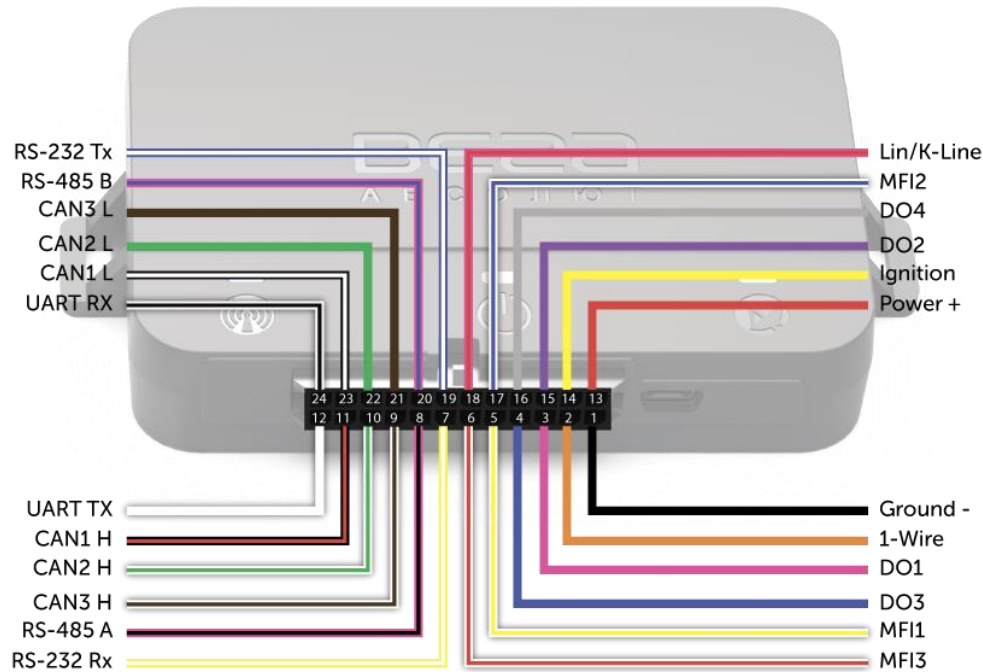 RS-232 Tx
RS-485 B
CAN3 L
CAN2 L
CAN1 L
UART RX
Lin/K-Line
MFI2
DO4
DO2
Ignition
Power +
24 23 22 21 20 19 18 17 16 15 14 13
12 11 10 9 8 7 6 5 4 3 2 1
UART TX
CAN1 H
CAN2 H
CAN3 H
RS-485 A
RS-232 Rx
Ground -
1-Wire
DO1
DO3
MFI1
MFI3